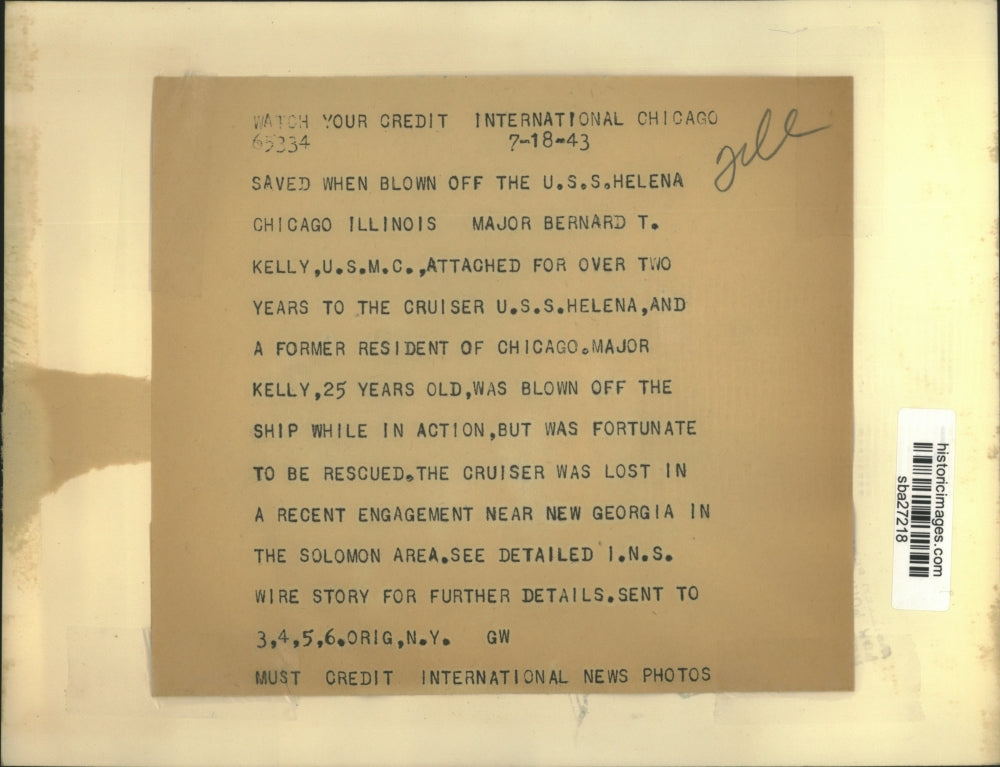 WATCH YOUR CREDIT INTERNATIONAL CHICAGO
65334 7-18-43
SAVED WHEN BLOWN OFF THE U.S.S.HELENA
CHICAGO ILLINOIS MAJOR BERNARD T.
KELLY,U.S.M.C.,ATTACHED FOR OVER TWO
YEARS TO THE CRUISER U.S.S.HELENA,AND
A FORMER RESIDENT OF CHICAGO.MAJOR
KELLY,25 YEARS OLD,WAS BLOWN OFF THE
SHIP WHILE IN ACTION,BUT WAS FORTUNATE
TO BE RESCUED.THE CRUISER WAS LOST IN
A RECENT ENGAGEMENT NEAR NEW GEORGIA IN
THE SOLOMON AREA.SEE DETAILED I.N.S.
WIRE STORY FOR FURTHER DETAILS.SENT TO
3,4,5,6.ORIG,N.Y. GW
MUST CREDIT INTERNATIONAL NEWS PHOTOS
historicimages.com
sba27218